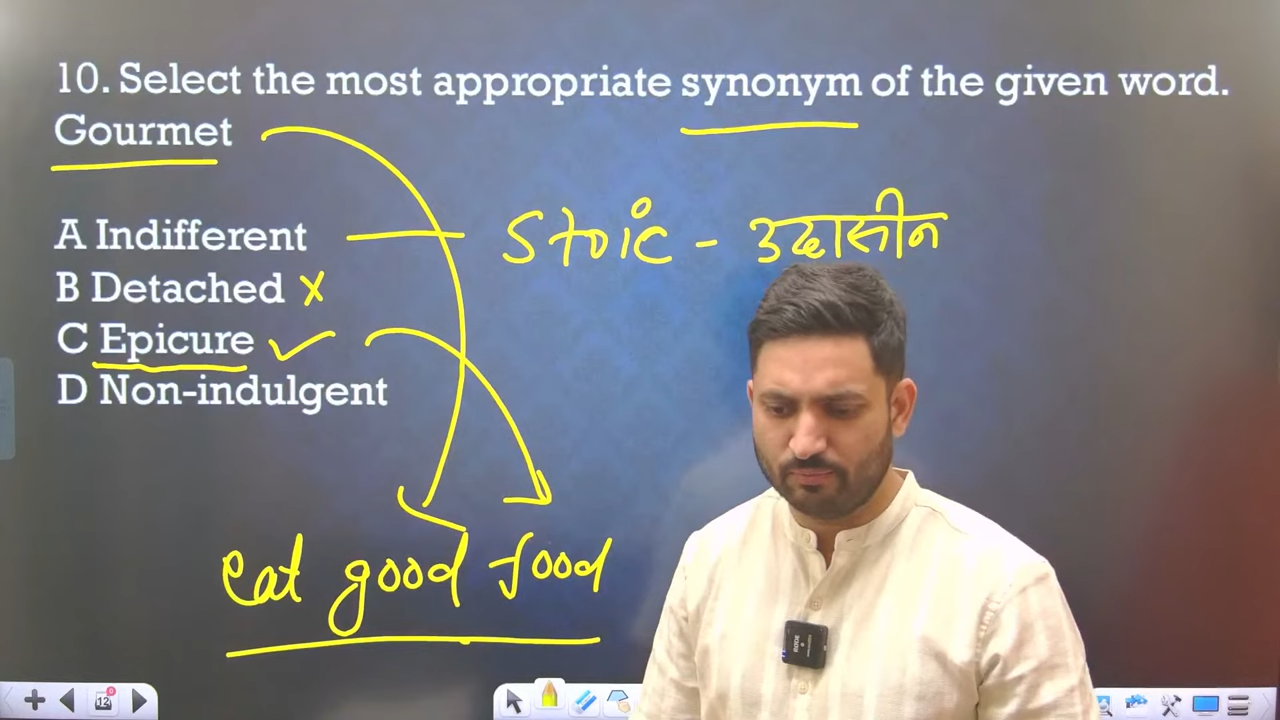 10. Select the most appropriate synonym of the given word.
Gourmet
A Indifferent
Stoic - उदासीन
B Detached x
C Epicure ✓
D Non-indulgent
eat good food
12